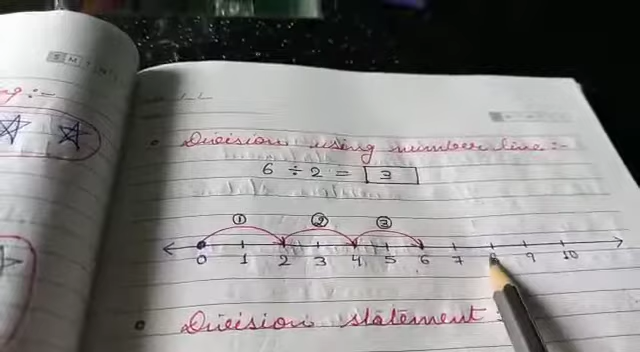 Division using number line :-
6 ÷ 2 = 3
① ② ③
0 1 2 3 4 5 6 7 8 9 10
Division statement :